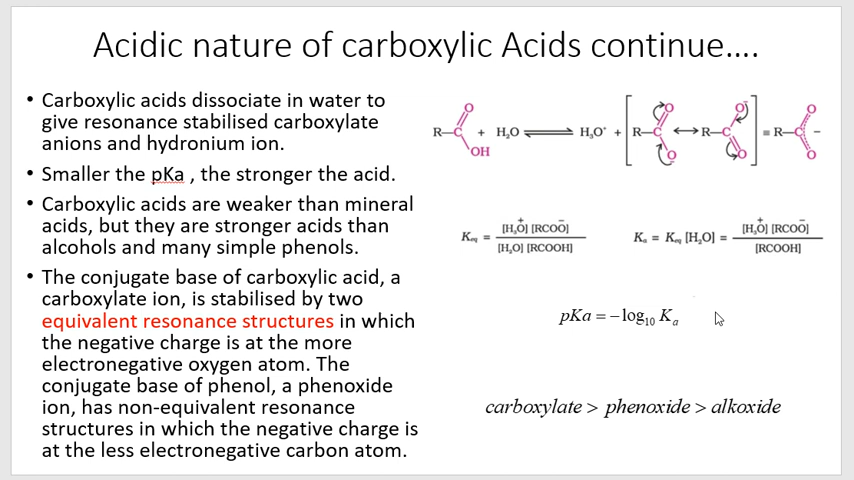 Acidic nature of carboxylic Acids continue....
• Carboxylic acids dissociate in water to
give resonance stabilised carboxylate
anions and hydronium ion.
• Smaller the pKa , the stronger the acid.
• Carboxylic acids are weaker than mineral
acids, but they are stronger acids than
alcohols and many simple phenols.
• The conjugate base of carboxylic acid, a
carboxylate ion, is stabilised by two
equivalent resonance structures in which
the negative charge is at the more
electronegative oxygen atom. The
conjugate base of phenol, a phenoxide
ion, has non-equivalent resonance
structures in which the negative charge is
at the less electronegative carbon atom.
R–C(=O)OH + H₂O ⇌ H₃O⁺ + [R–C(=O)O⁻ ↔ R–C(O⁻)=O] ≡ R–C(O)(O)⁻
K_eq = [H₃O⁺] [RCOO⁻] / [H₂O] [RCOOH]
K_a = K_eq [H₂O] = [H₃O⁺] [RCOO⁻] / [RCOOH]
pKa = −log₁₀ Kₐ
carboxylate > phenoxide > alkoxide